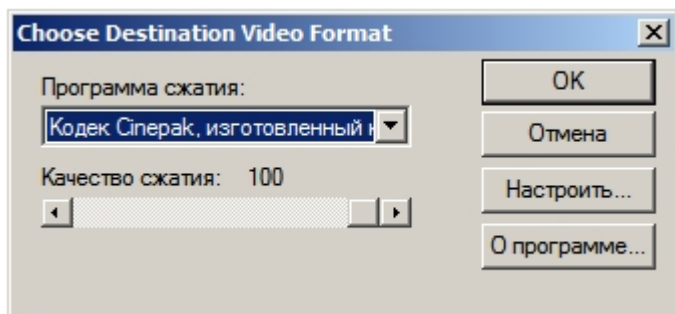 Choose Destination Video Format
Программа сжатия:
Кодек Cinepak, изготовленный
Качество сжатия: 100
OK
Отмена
Настроить...
О программе...